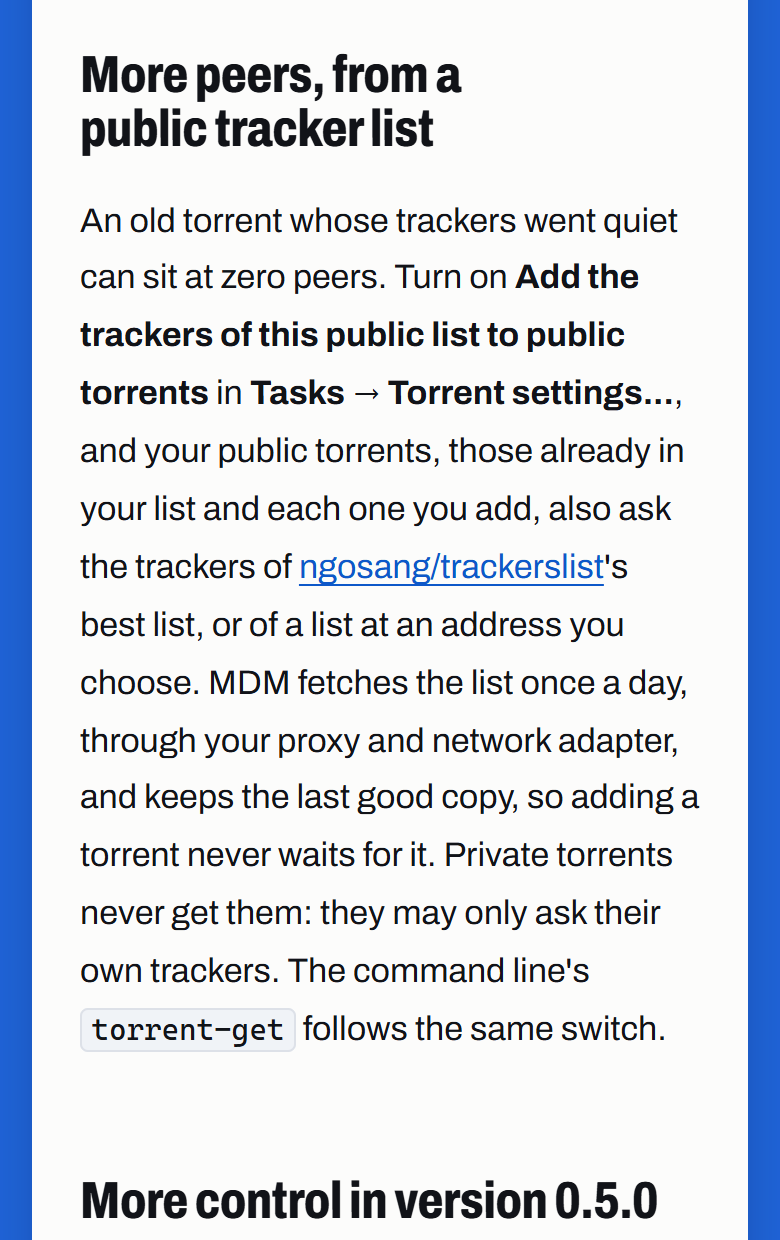 More peers, from a
public tracker list
An old torrent whose trackers went quiet
can sit at zero peers. Turn on Add the
trackers of this public list to public
torrents in Tasks → Torrent settings...,
and your public torrents, those already in
your list and each one you add, also ask
the trackers of ngosang/trackerslist's
best list, or of a list at an address you
choose. MDM fetches the list once a day,
through your proxy and network adapter,
and keeps the last good copy, so adding a
torrent never waits for it. Private torrents
never get them: they may only ask their
own trackers. The command line's
torrent-get follows the same switch.
More control in version 0.5.0